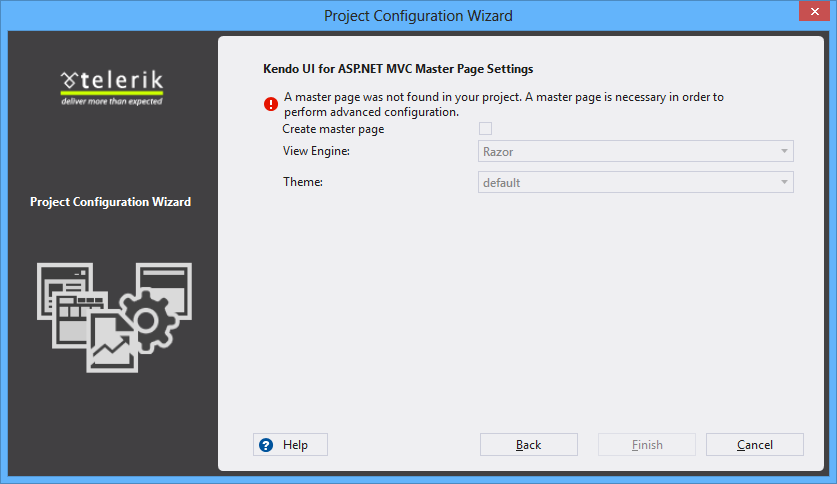 Project Configuration Wizard
telerik
deliver more than expected
Project Configuration Wizard
Kendo UI for ASP.NET MVC Master Page Settings
A master page was not found in your project. A master page is necessary in order to
perform advanced configuration.
Create master page
View Engine: Razor
Theme: default
Help Back Finish Cancel